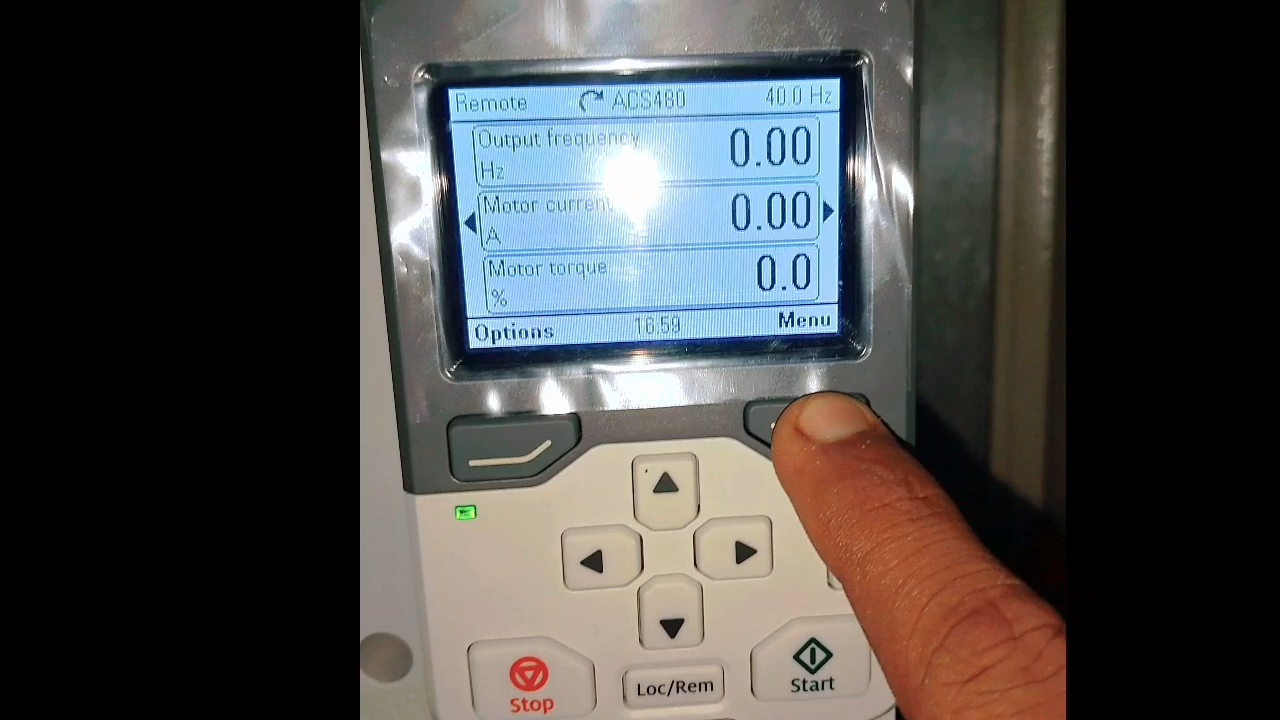 Remote ACS480 40.0 Hz
Output frequency 0.00
Hz
Motor current 0.00
A
Motor torque 0.0
%
Options 16:59 Menu
Stop Loc/Rem Start